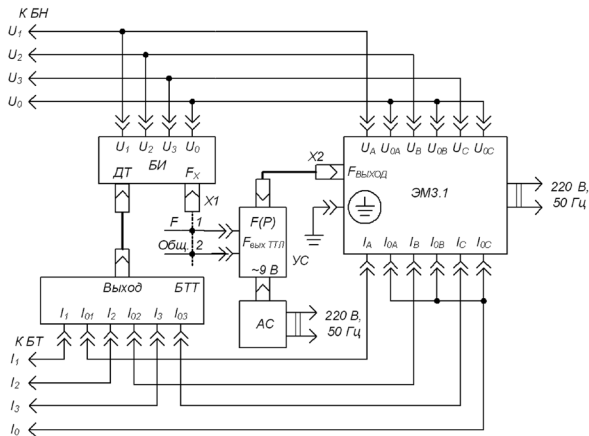 К БН
U1
U2
U3
U0
U1 U2 U3 U0
БИ
ДТ FX
X1
X2
UA U0A UB U0B UC U0C
FВЫХОД
ЭМ3.1
220 В,
50 Гц
F 1
Общ. 2
F(P)
Fвых ТТЛ
УС
~9 В
IA I0A IB I0B IC I0C
Выход БТТ
I1 I01 I2 I02 I3 I03
АС
220 В,
50 Гц
К БТ
I1
I2
I3
I0